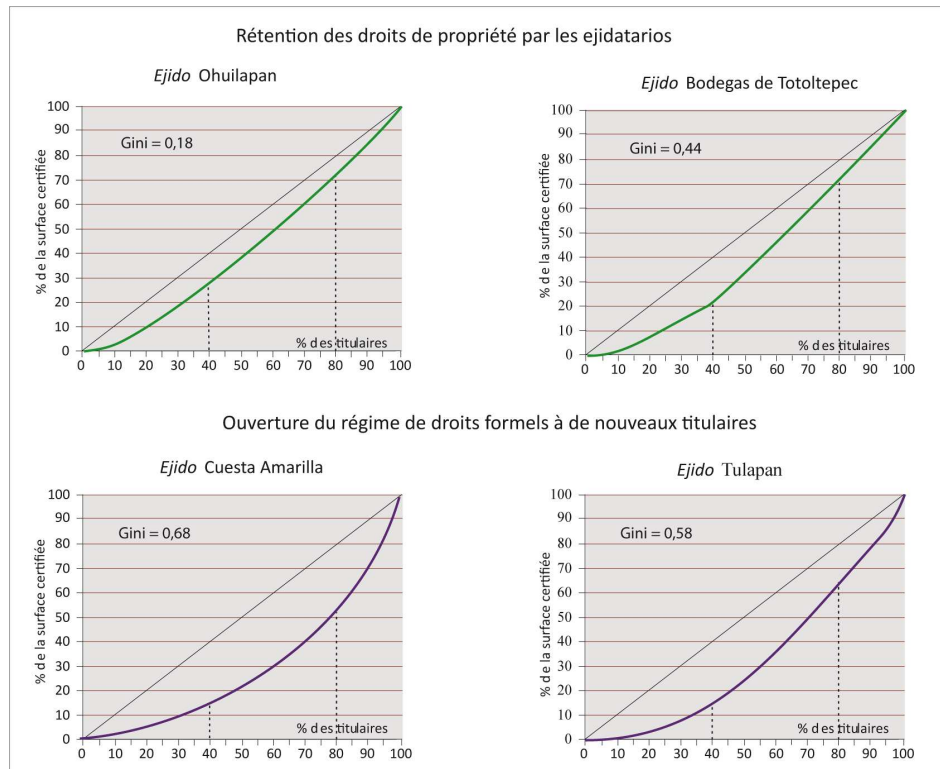 Rétention des droits de propriété par les ejidatarios
Ejido Ohuilapan
% de la surface certifiée
100
90
80
70
60
50
40
30
20
10
0
Gini = 0,18
% des titulaires
0 10 20 30 40 50 60 70 80 90 100
Ejido Bodegas de Totoltepec
% de la surface certifiée
100
90
80
70
60
50
40
30
20
10
0
Gini = 0,44
% des titulaires
0 10 20 30 40 50 60 70 80 90 100
Ouverture du régime de droits formels à de nouveaux titulaires
Ejido Cuesta Amarilla
% de la surface certifiée
100
90
80
70
60
50
40
30
20
10
0
Gini = 0,68
% des titulaires
0 10 20 30 40 50 60 70 80 90 100
Ejido Tulapan
% de la surface certifiée
100
90
80
70
60
50
40
30
20
10
0
Gini = 0,58
% des titulaires
0 10 20 30 40 50 60 70 80 90 100